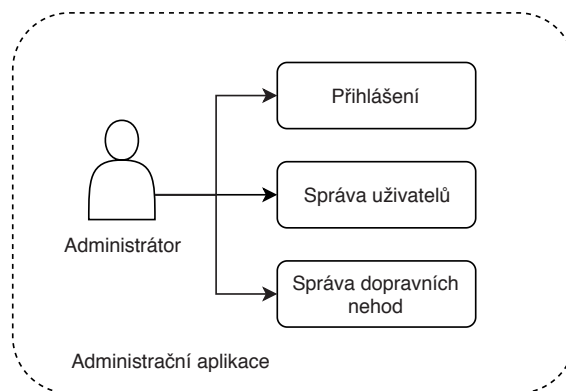 Přihlášení
Správa uživatelů
Administrátor
Správa dopravních
nehod
Administrační aplikace